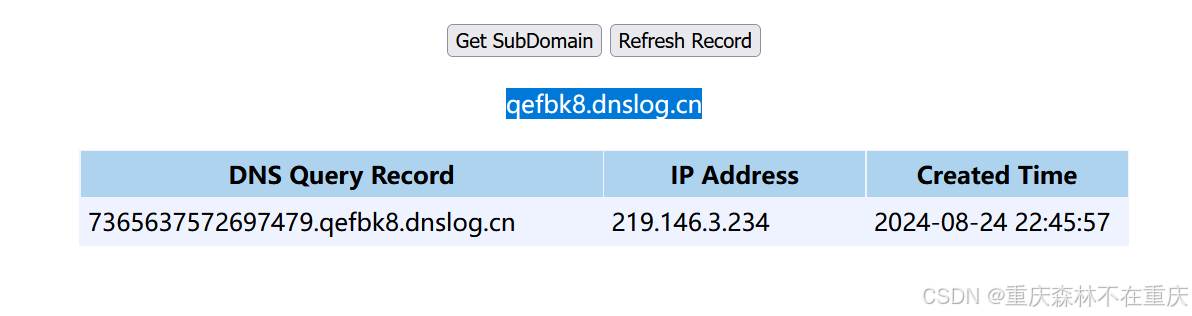 Get SubDomain Refresh Record
qefbk8.dnslog.cn
DNS Query Record IP Address Created Time
7365637572697479.qefbk8.dnslog.cn 219.146.3.234 2024-08-24 22:45:57
CSDN @重庆森林不在重庆